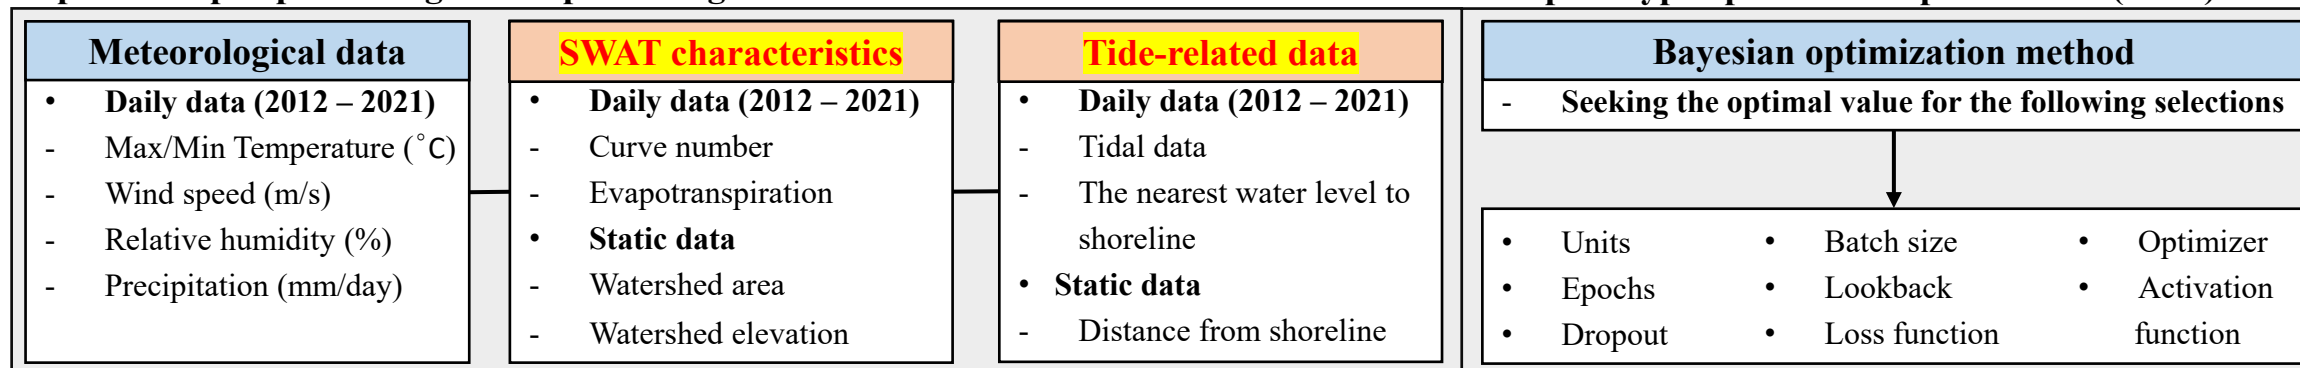 Meteorological data
• Daily data (2012 – 2021)
- Max/Min Temperature (˚C)
- Wind speed (m/s)
- Relative humidity (%)
- Precipitation (mm/day)
SWAT characteristics
• Daily data (2012 – 2021)
- Curve number
- Evapotranspiration
• Static data
- Watershed area
- Watershed elevation
Tide-related data
• Daily data (2012 – 2021)
- Tidal data
- The nearest water level to
shoreline
• Static data
- Distance from shoreline
Bayesian optimization method
- Seeking the optimal value for the following selections
• Units
• Epochs
• Dropout
• Batch size
• Lookback
• Loss function
• Optimizer
• Activation
function